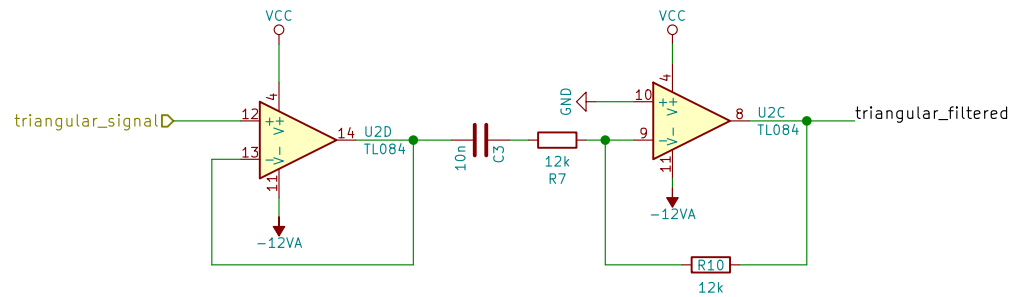 VCC
VCC
triangular_signal
12
4
V+
+
13
-
V-
11
14
U2D
TL084
-12VA
10n
C3
12k
R7
GND
10
4
V+
+
9
-
V-
11
8
U2C
TL084
-12VA
triangular_filtered
R10
12k